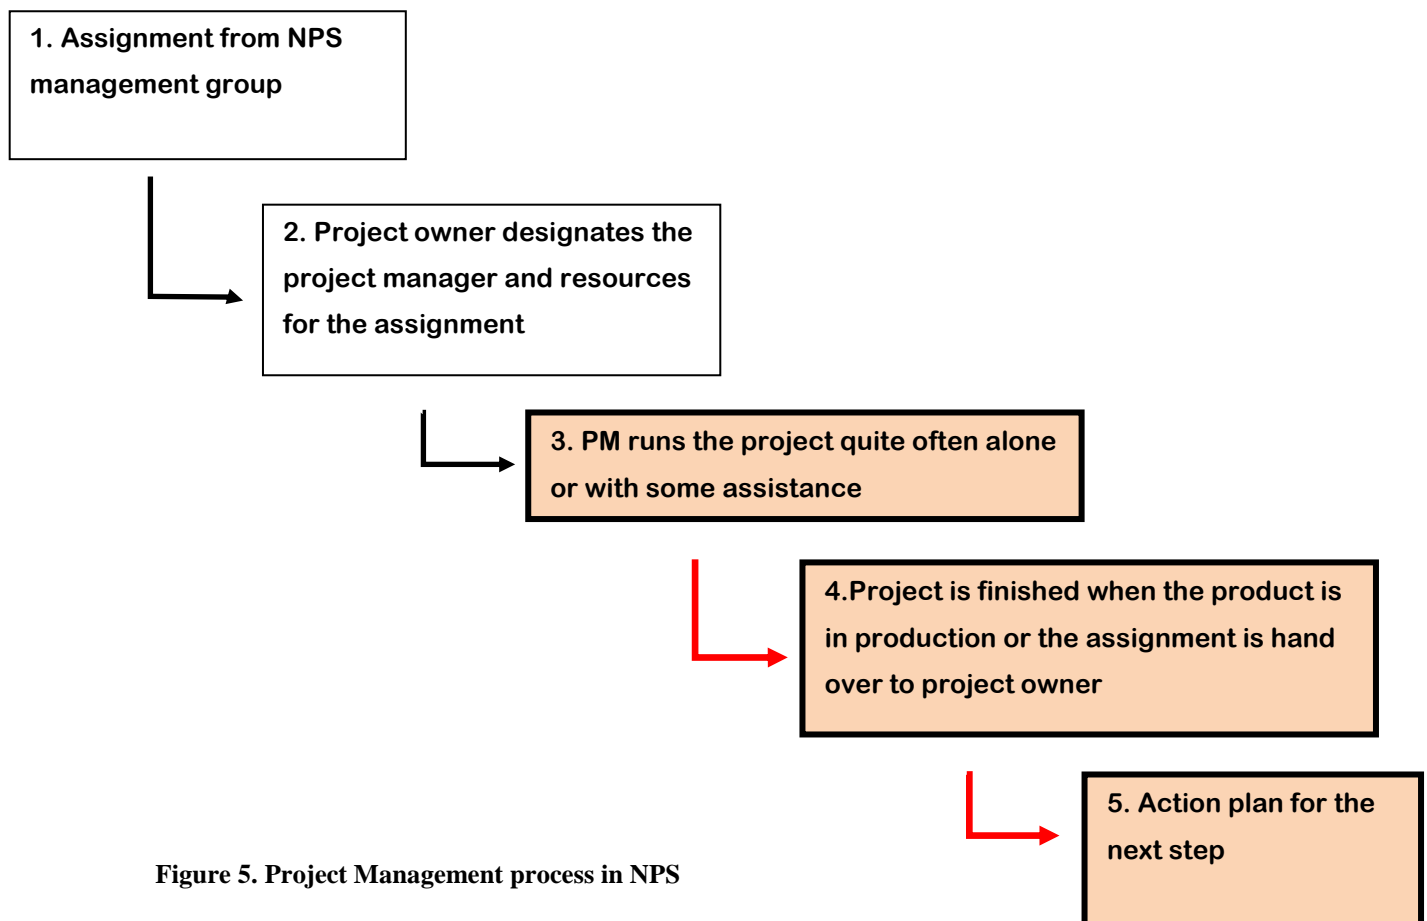 1. Assignment from NPS
management group
2. Project owner designates the
project manager and resources
for the assignment
3. PM runs the project quite often alone
or with some assistance
4.Project is finished when the product is
in production or the assignment is hand
over to project owner
5. Action plan for the
next step
Figure 5. Project Management process in NPS